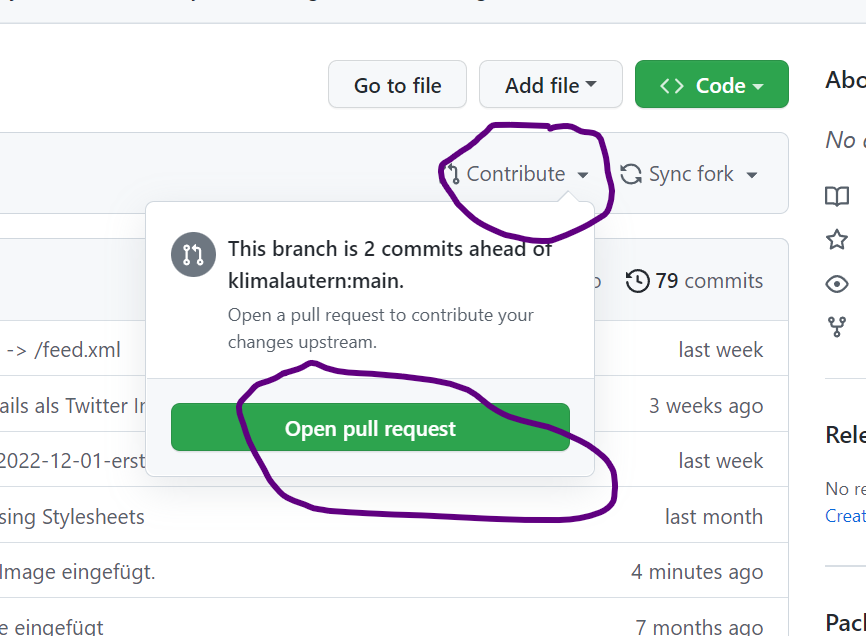 Go to file
Add file
Code
Abo
No
Contribute
Sync fork
This branch is 2 commits ahead of
klimalautern:main.
Open a pull request to contribute your
changes upstream.
Open pull request
79 commits
-> /feed.xml
last week
ails als Twitter Ir
3 weeks ago
2022-12-01-erst
last week
sing Stylesheets
last month
Image eingefügt.
4 minutes ago
e eingefügt
7 months ago
Rele
No re
Creat
Pack